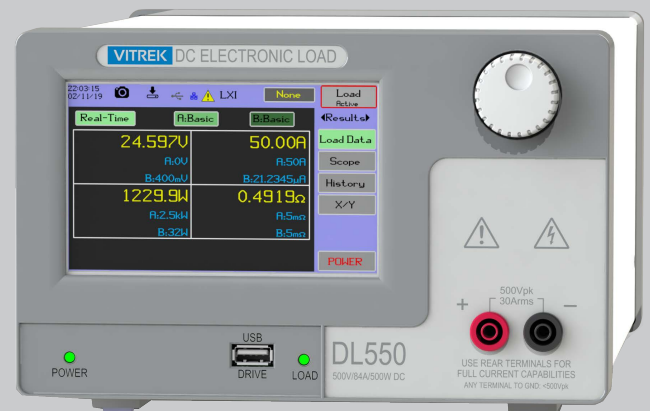 VITREK DC ELECTRONIC LOAD
22:03:15
02/11/19
LXI
None
Load
Active
Real-Time
A:Basic
B:Basic
◀Results▶
24.597V
50.00A
A:0V
A:50A
B:400mV
B:21.2345µA
1229.9W
0.4919Ω
A:2.5kW
A:5mΩ
B:32W
B:5mΩ
Load Data
Scope
History
X/Y
POWER
500Vpk
30Arms
+
−
USB
DRIVE
POWER
LOAD
DL550
500V/84A/500W DC
USE REAR TERMINALS FOR
FULL CURRENT CAPABILITIES
ANY TERMINAL TO GND: <500Vpk